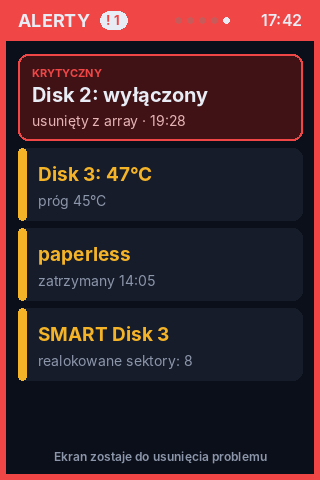 ALERTY !1 17:42
KRYTYCZNY
Disk 2: wyłączony
usunięty z array · 19:28
Disk 3: 47°C
próg 45°C
paperless
zatrzymany 14:05
SMART Disk 3
realokowane sektory: 8
Ekran zostaje do usunięcia problemu